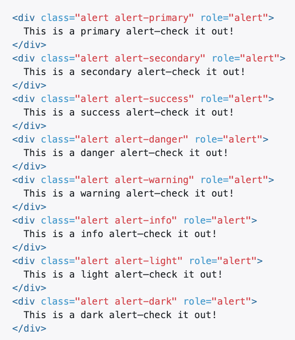 <div class="alert alert-primary" role="alert">
  This is a primary alert—check it out!
</div>
<div class="alert alert-secondary" role="alert">
  This is a secondary alert—check it out!
</div>
<div class="alert alert-success" role="alert">
  This is a success alert—check it out!
</div>
<div class="alert alert-danger" role="alert">
  This is a danger alert—check it out!
</div>
<div class="alert alert-warning" role="alert">
  This is a warning alert—check it out!
</div>
<div class="alert alert-info" role="alert">
  This is a info alert—check it out!
</div>
<div class="alert alert-light" role="alert">
  This is a light alert—check it out!
</div>
<div class="alert alert-dark" role="alert">
  This is a dark alert—check it out!
</div>